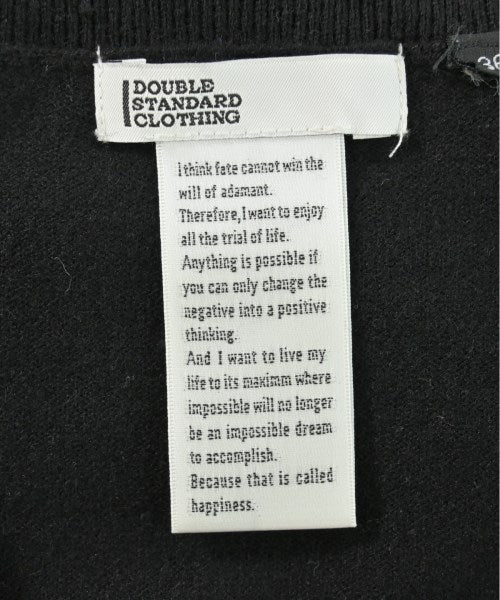 DOUBLE
STANDARD
CLOTHING
36
I think fate cannot win the
will of adamant.
Therefore, I want to enjoy
all the trial of life.
Anything is possible if
you can only change the
negative into a positive
thinking.
And I want to live my
life to its maximm where
impossible will no longer
be an impossible dream
to accomplish.
Because that is called
happiness.